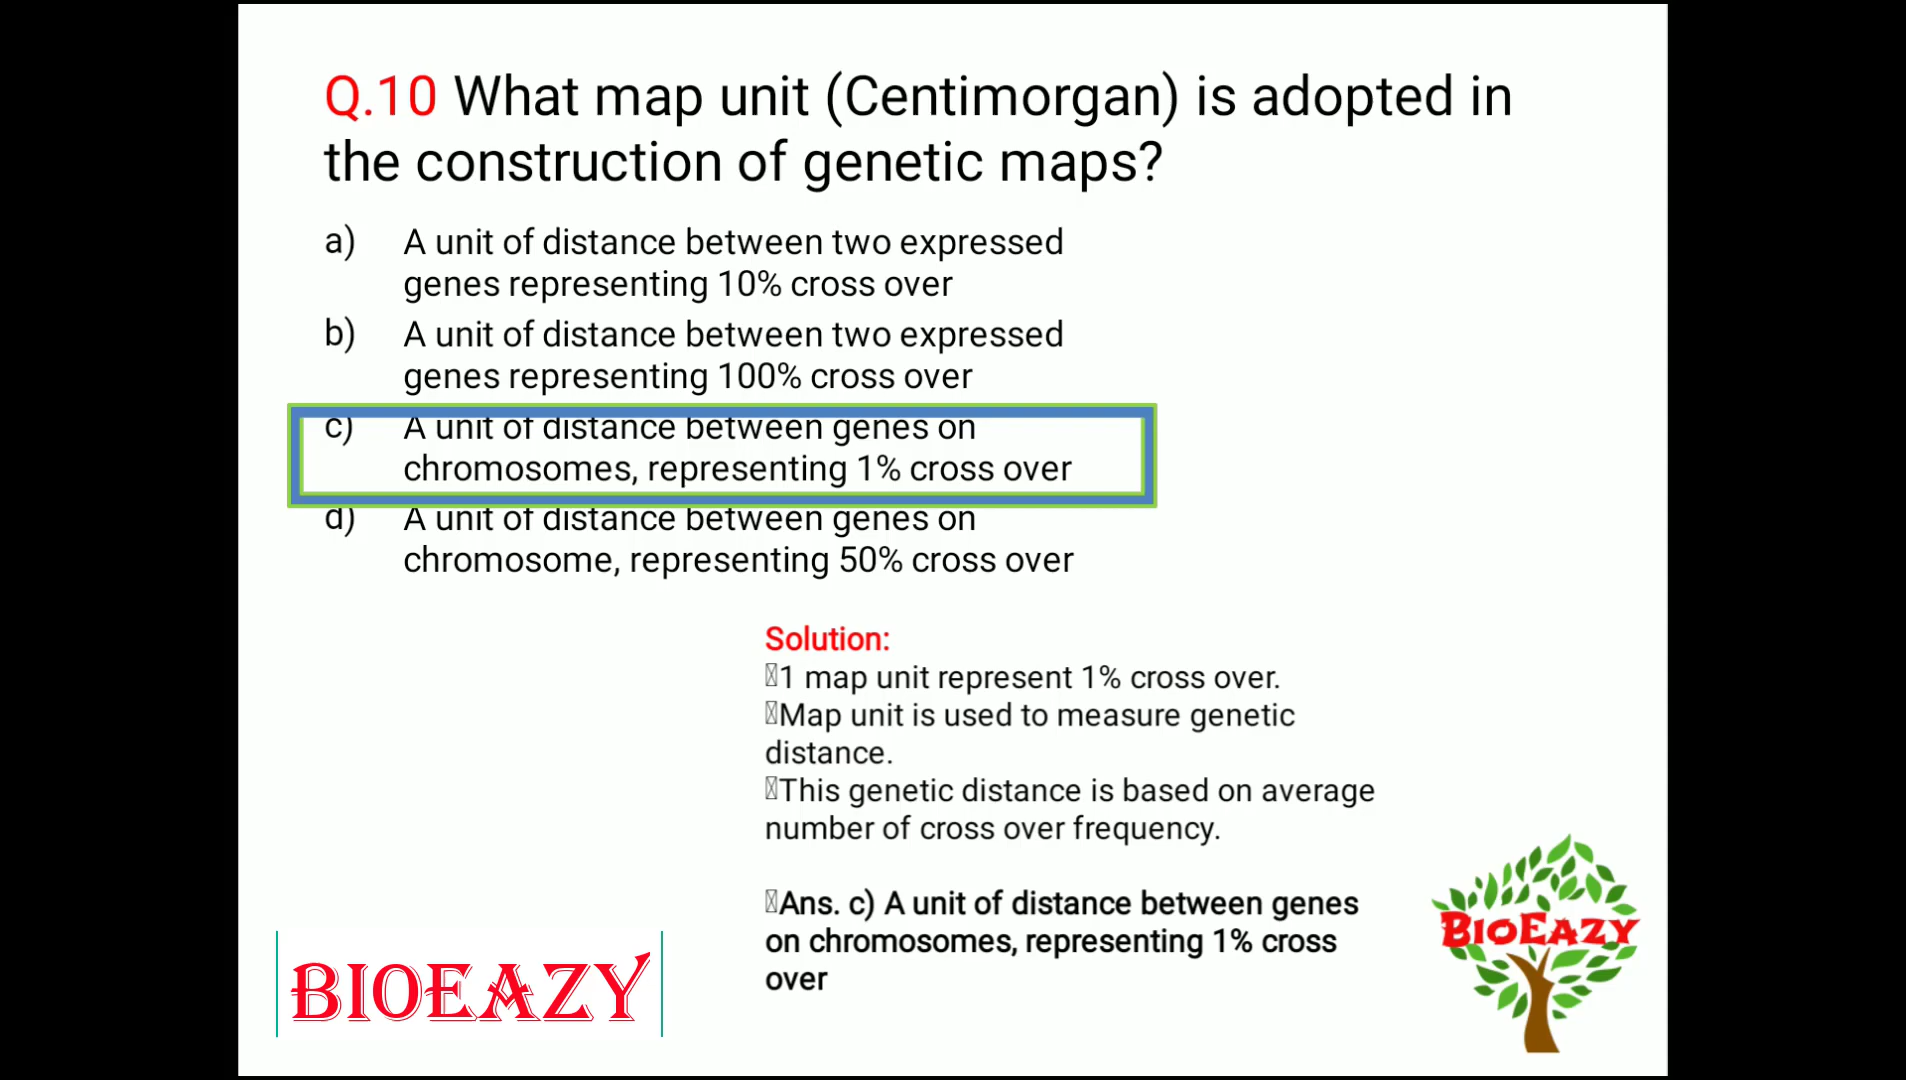 Q.10 What map unit (Centimorgan) is adopted in
the construction of genetic maps?
a) A unit of distance between two expressed
genes representing 10% cross over
b) A unit of distance between two expressed
genes representing 100% cross over
c) A unit of distance between genes on
chromosomes, representing 1% cross over
d) A unit of distance between genes on
chromosome, representing 50% cross over
Solution:
1 map unit represent 1% cross over.
Map unit is used to measure genetic
distance.
This genetic distance is based on average
number of cross over frequency.
Ans. c) A unit of distance between genes
on chromosomes, representing 1% cross
over
BIOEAZY
BIOEAZY